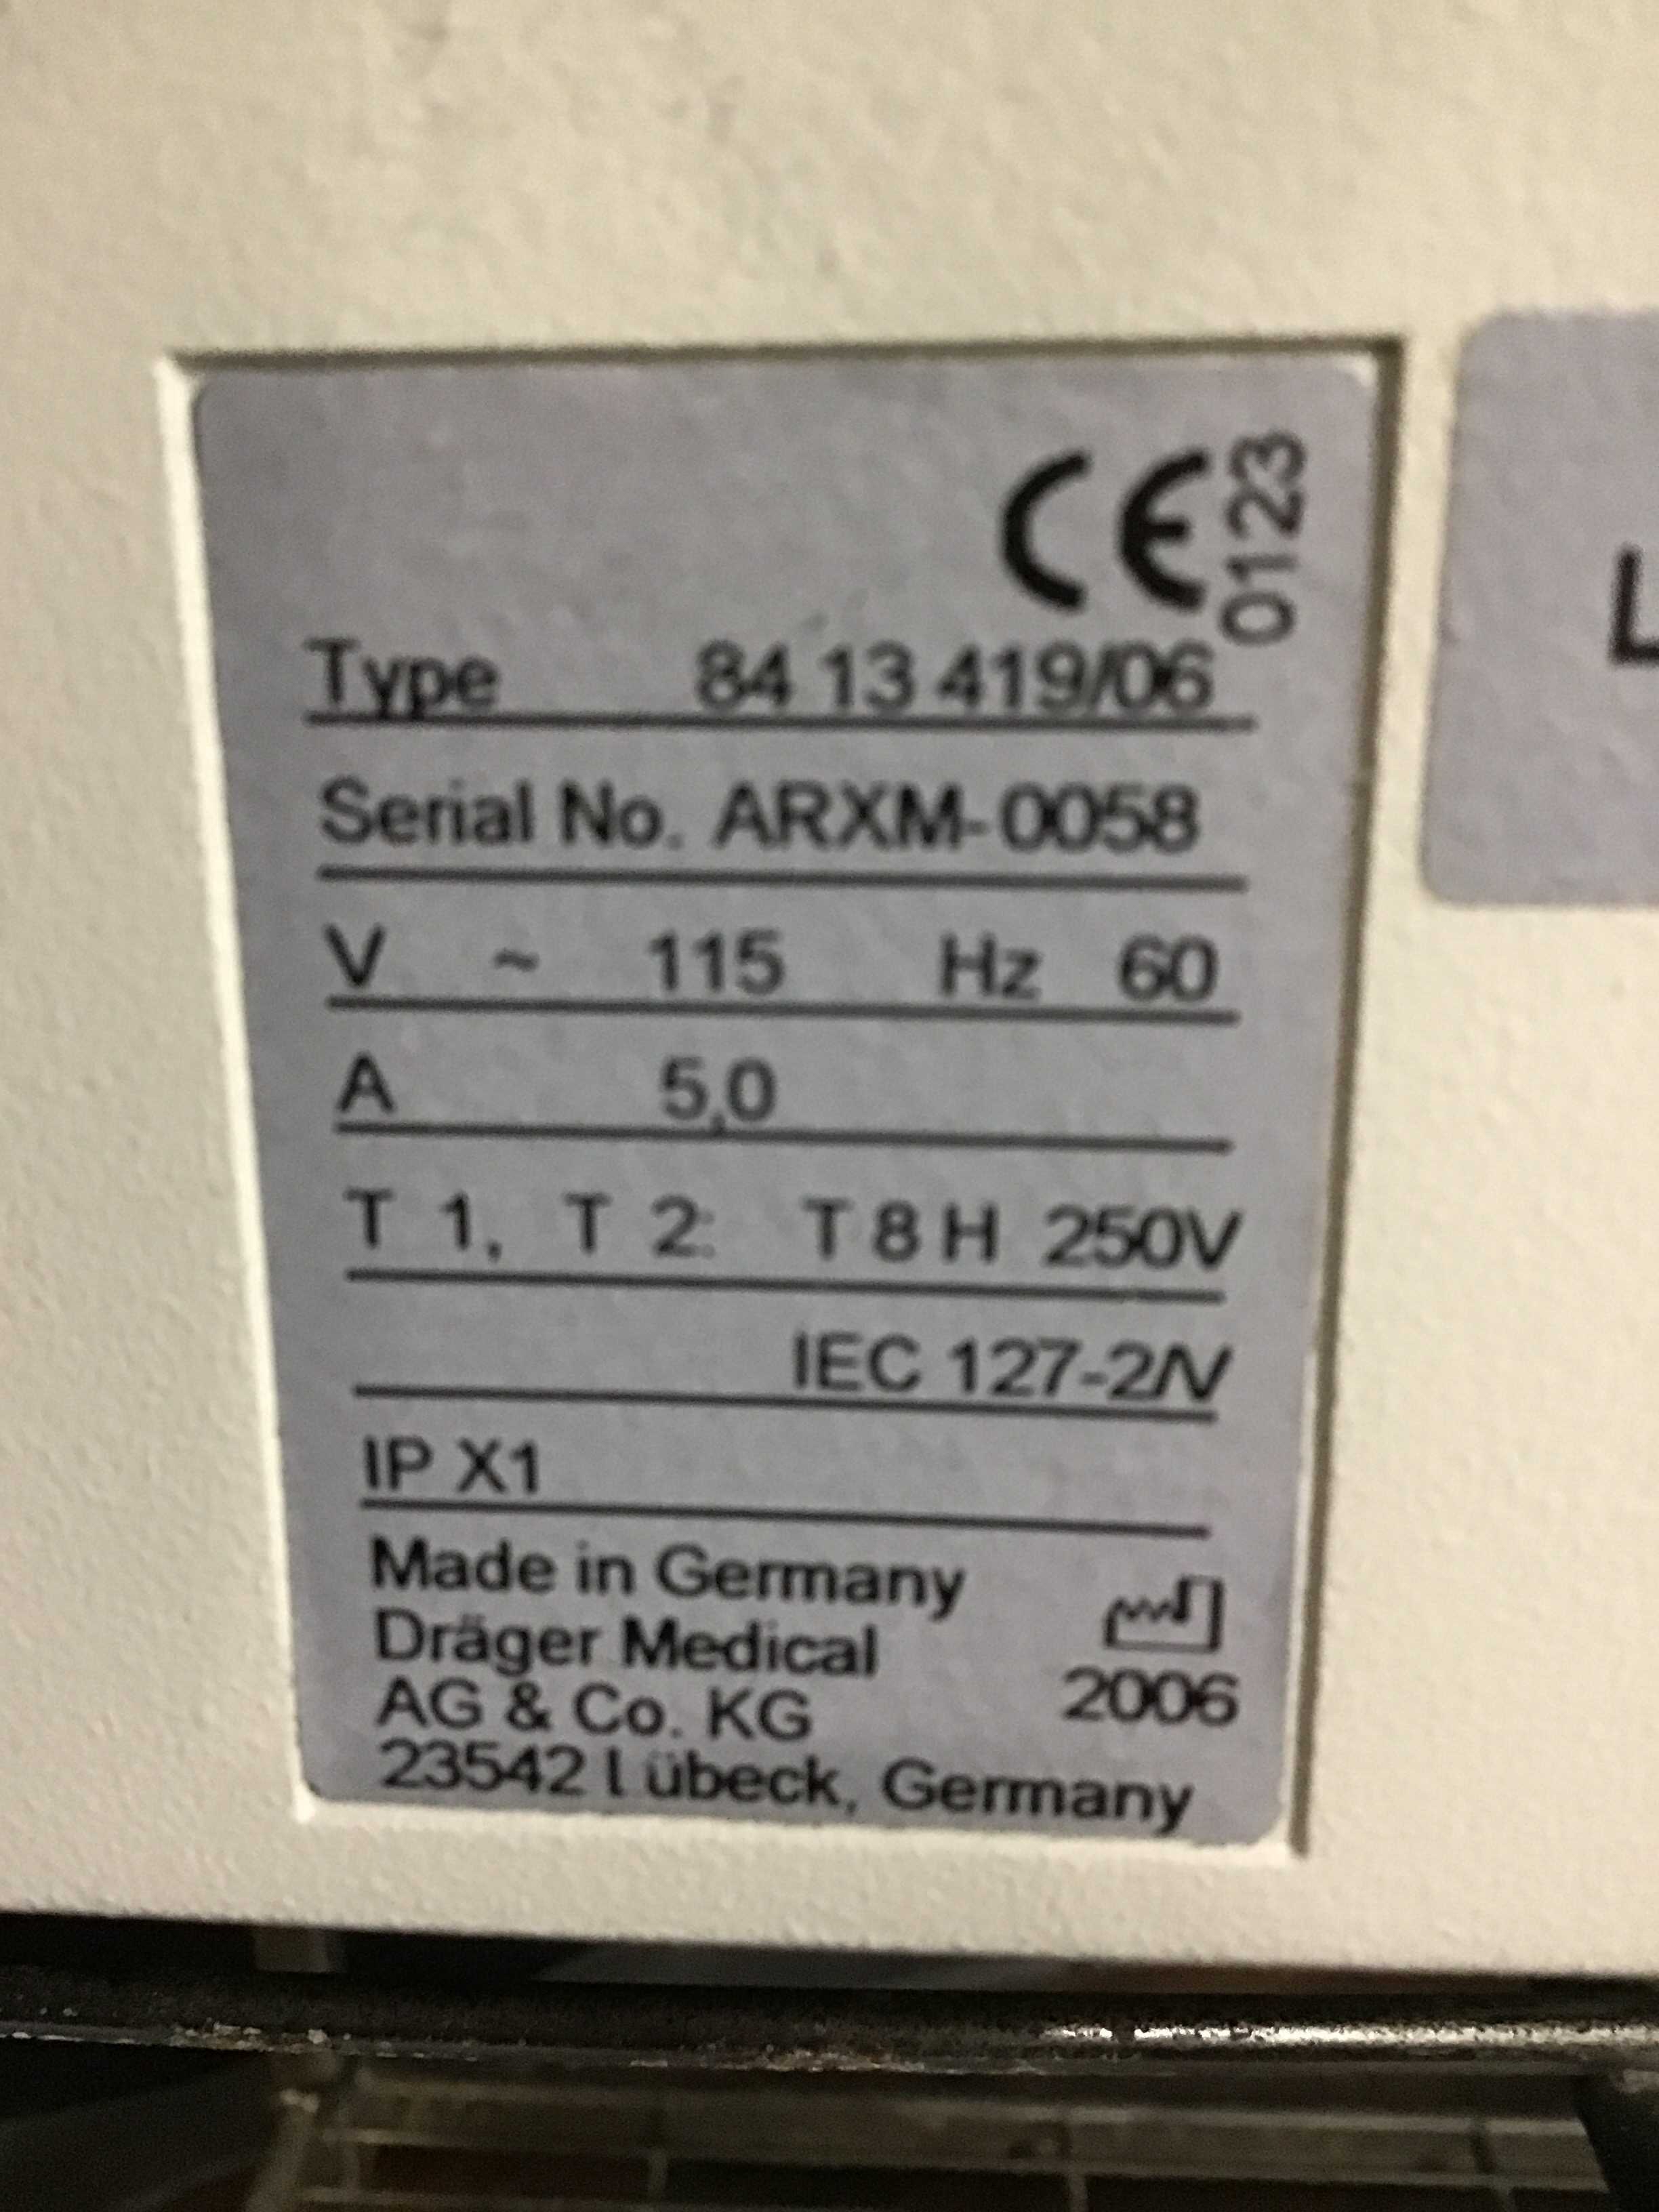 CE 0123
Type 84 13 419/06
Serial No. ARXM-0058
V ~ 115 Hz 60
A 5,0
T 1, T 2: T 8 H 250V
IEC 127-2/V
IP X1
Made in Germany
Dräger Medical
AG & Co. KG
2006
23542 Lübeck, Germany
L